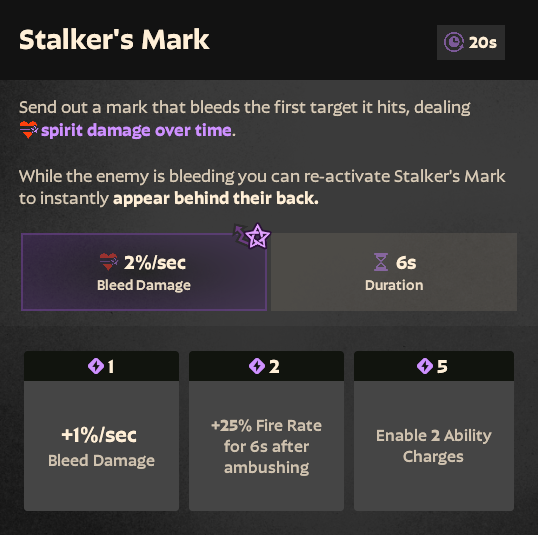 Stalker's Mark
20s
Send out a mark that bleeds the first target it hits, dealing
spirit damage over time.
While the enemy is bleeding you can re-activate Stalker's Mark
to instantly appear behind their back.
2%/sec
Bleed Damage
6s
Duration
1
+1%/sec
Bleed Damage
2
+25% Fire Rate
for 6s after
ambushing
5
Enable 2 Ability
Charges